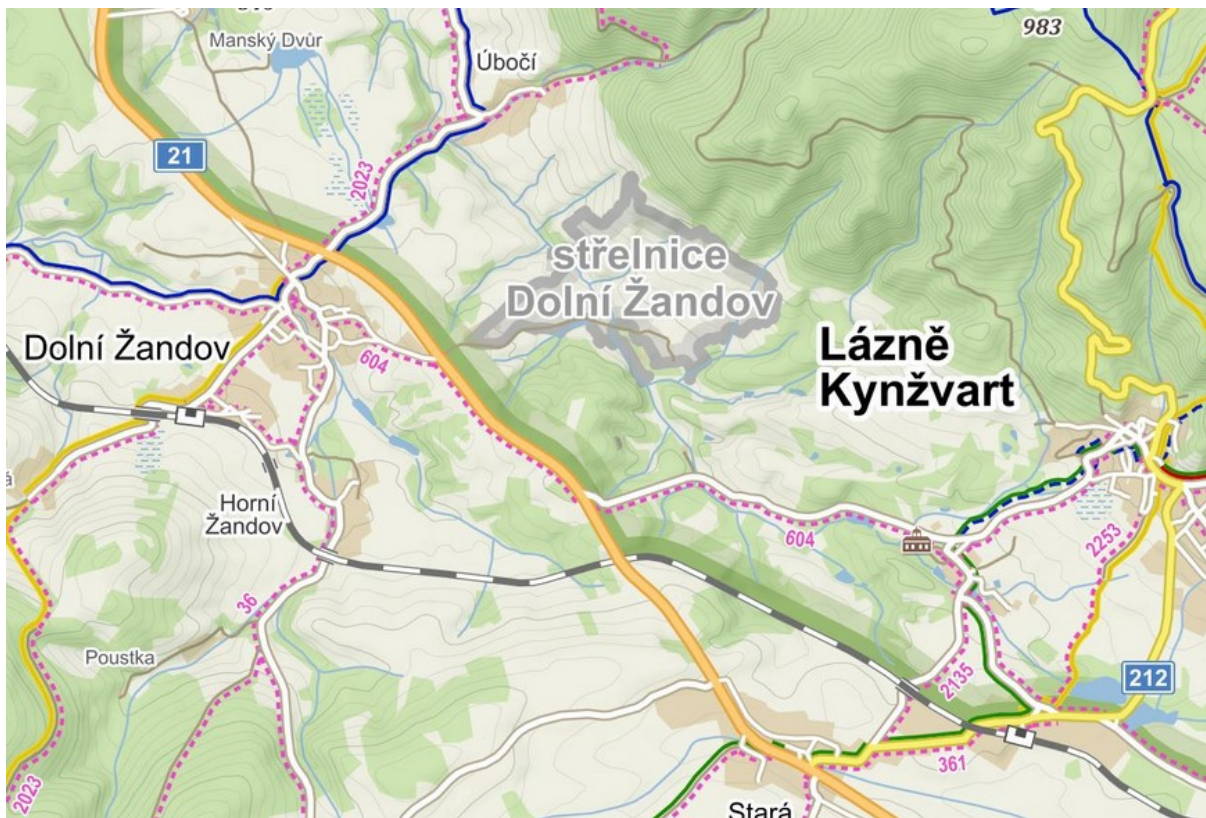 Manský Dvůr
983
Úbočí
21
2023
střelnice
Dolní Žandov
Lázně
Kynžvart
Dolní Žandov
604
Horní
Žandov
604
2253
36
Poustka
2135
212
361
2023
Stará